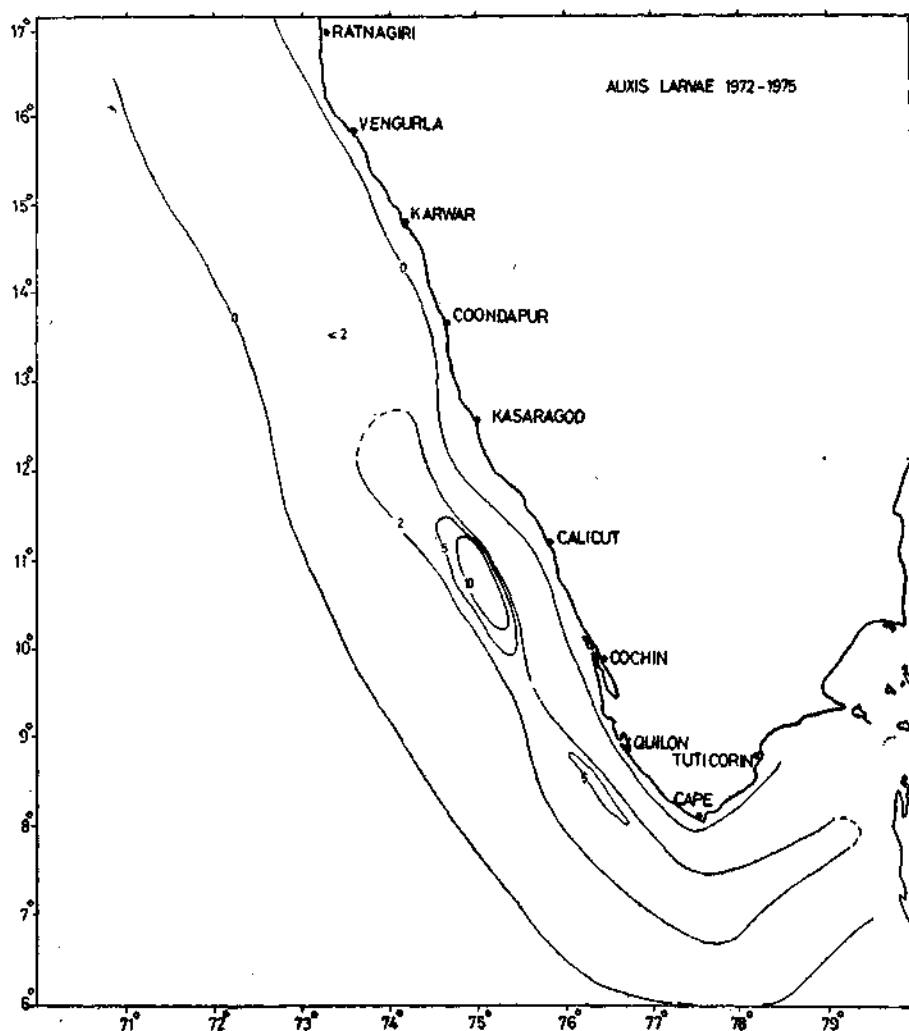 17°
RATNAGIRI
AUXIS LARVAE 1972-1975
16°
VENGURLA
15°
KARWAR
0
14°
COONDAPUR
0
<2
13°
KASARAGOD
12°
2
CALICUT
11°
5
10
10°
COCHIN
9°
QUILON
TUTICORIN
5
CAPE
8°
7°
6°
71° 72° 73° 74° 75° 76° 77° 78° 79°